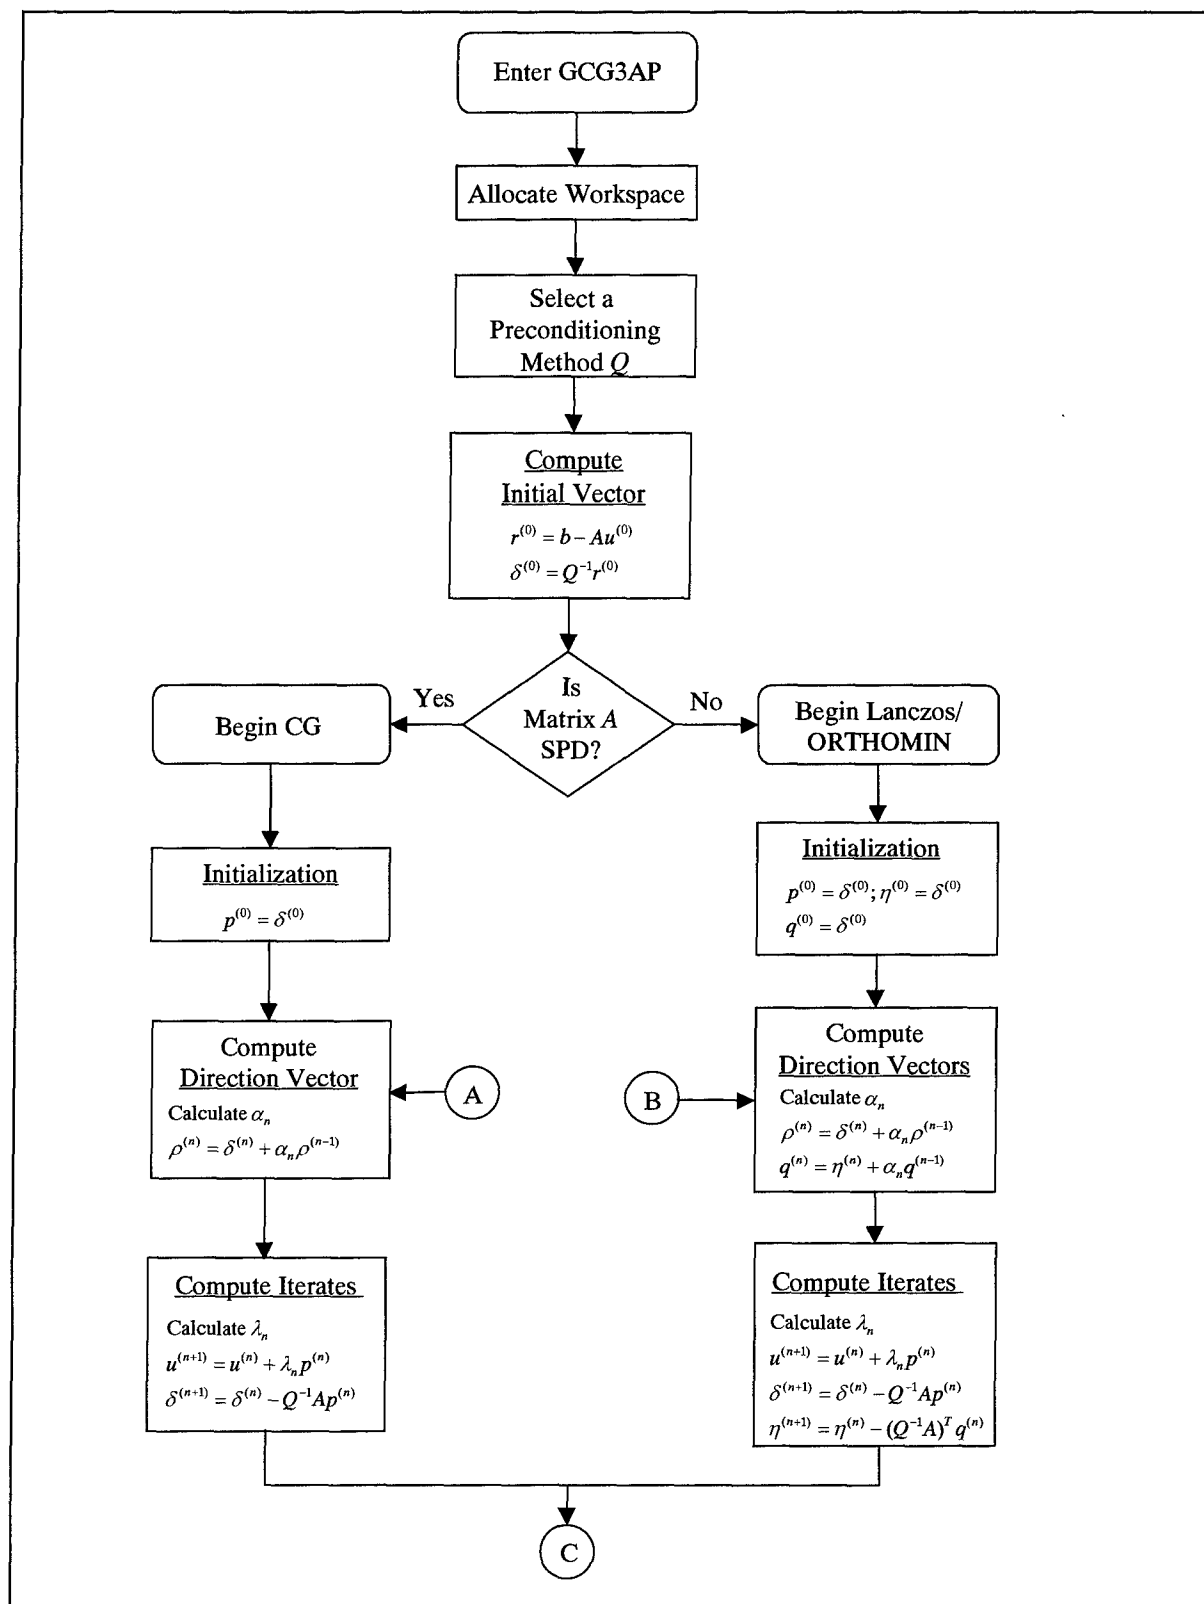 Enter GCG3AP
Allocate Workspace
Select a
Preconditioning
Method Q
Compute
Initial Vector
r^(0) = b − Au^(0)
δ^(0) = Q^−1 r^(0)
Is
Matrix A
SPD?
Yes
No
Begin CG
Initialization
p^(0) = δ^(0)
Compute
Direction Vector
Calculate α_n
ρ^(n) = δ^(n) + α_n ρ^(n−1)
A
Compute Iterates
Calculate λ_n
u^(n+1) = u^(n) + λ_n p^(n)
δ^(n+1) = δ^(n) − Q^−1 Ap^(n)
Begin Lanczos/
ORTHOMIN
Initialization
p^(0) = δ^(0); η^(0) = δ^(0)
q^(0) = δ^(0)
B
Compute
Direction Vectors
Calculate α_n
ρ^(n) = δ^(n) + α_n ρ^(n−1)
q^(n) = η^(n) + α_n q^(n−1)
Compute Iterates
Calculate λ_n
u^(n+1) = u^(n) + λ_n p^(n)
δ^(n+1) = δ^(n) − Q^−1 Ap^(n)
η^(n+1) = η^(n) − (Q^−1 A)^T q^(n)
C